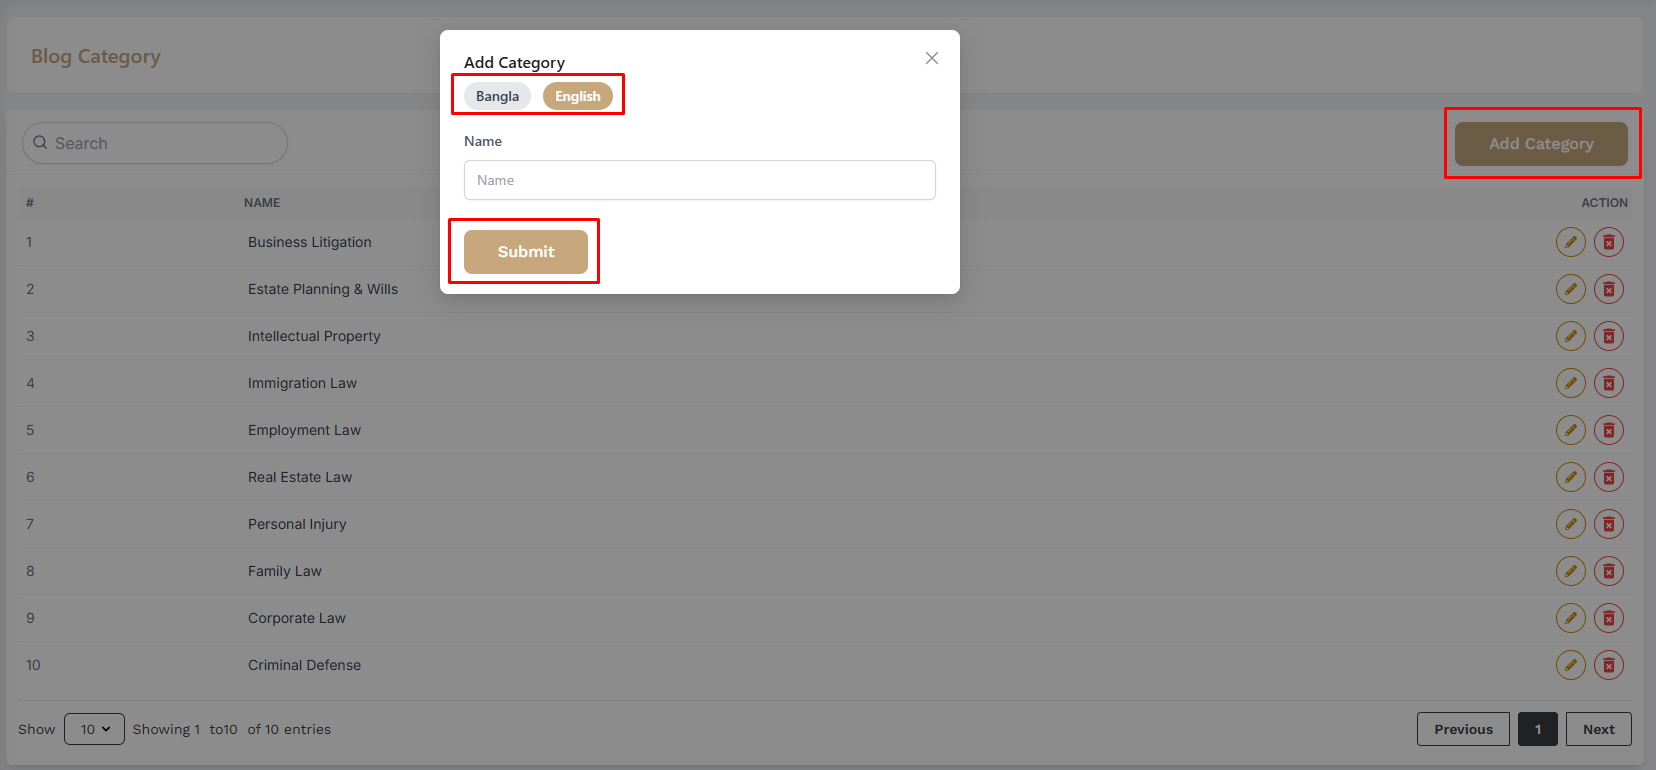 Blog Category
Add Category
Bangla English
Name
Name
Submit
Search
Add Category
# NAME ACTION
1 Business Litigation
2 Estate Planning & Wills
3 Intellectual Property
4 Immigration Law
5 Employment Law
6 Real Estate Law
7 Personal Injury
8 Family Law
9 Corporate Law
10 Criminal Defense
Show 10 Showing 1 to10 of 10 entries Previous 1 Next